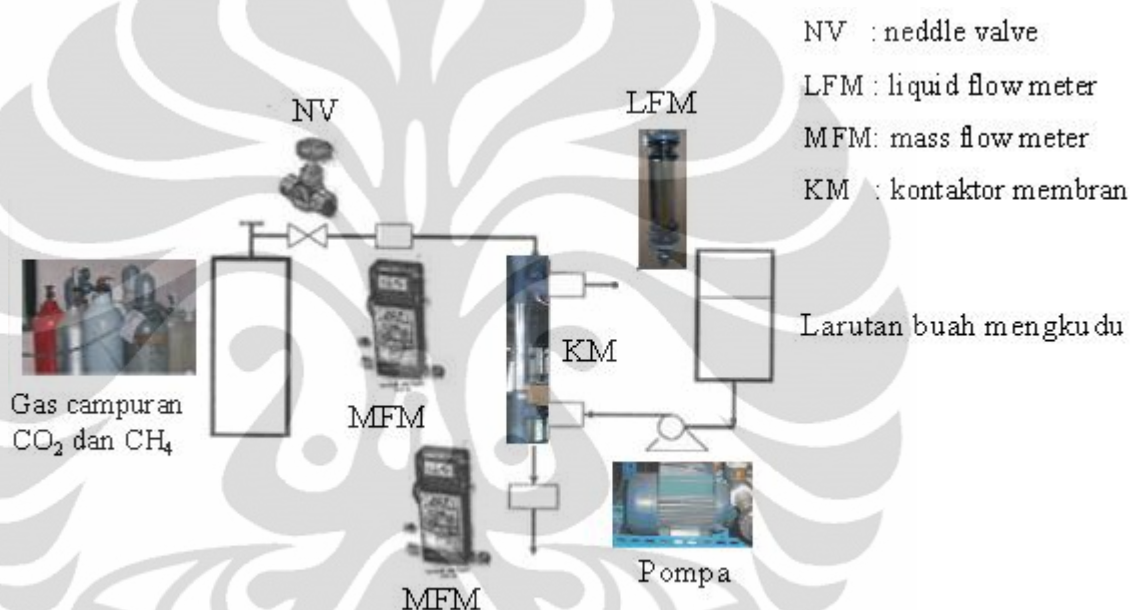 NV : neddle valve
LFM : liquid flow meter
MFM: mass flow meter
KM : kontaktor membran
NV
LFM
KM
Larutan buah mengkudu
Gas campuran
CO₂ dan CH₄
MFM
Pompa
MFM